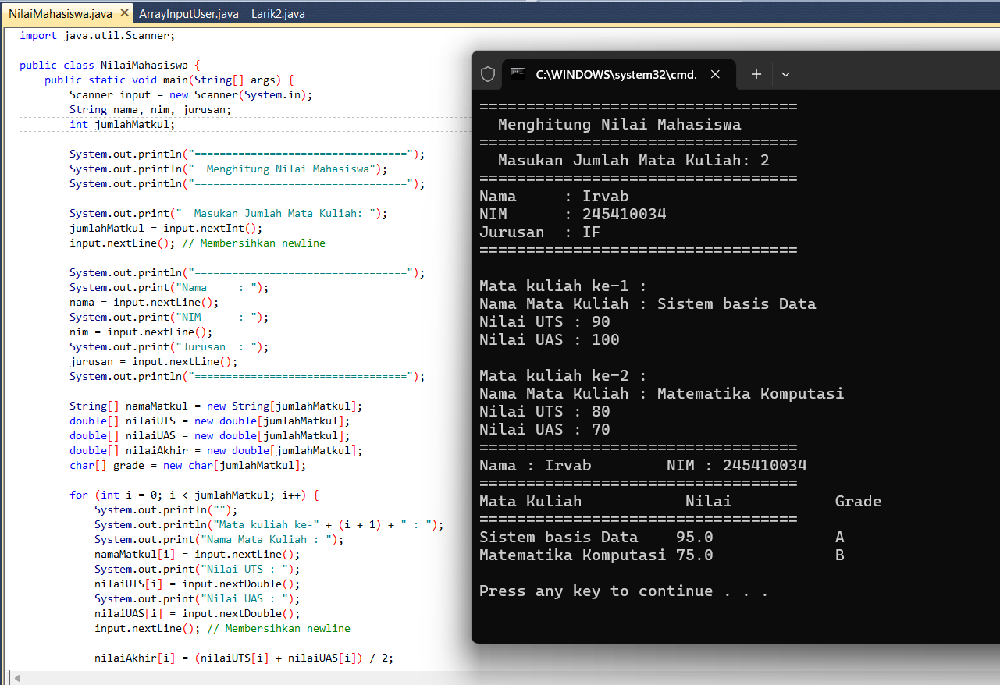 NilaiMahasiswa.java ArrayInputUser.java Larik2.java
import java.util.Scanner;
public class NilaiMahasiswa {
public static void main(String[] args) {
Scanner input = new Scanner(System.in);
String nama, nim, jurusan;
int jumlahMatkul;
System.out.println("==================================");
System.out.println("  Menghitung Nilai Mahasiswa");
System.out.println("==================================");
System.out.print("  Masukan Jumlah Mata Kuliah: ");
jumlahMatkul = input.nextInt();
input.nextLine(); // Membersihkan newline
System.out.println("==================================");
System.out.print("Nama     : ");
nama = input.nextLine();
System.out.print("NIM      : ");
nim = input.nextLine();
System.out.print("Jurusan  : ");
jurusan = input.nextLine();
System.out.println("==================================");
String[] namaMatkul = new String[jumlahMatkul];
double[] nilaiUTS = new double[jumlahMatkul];
double[] nilaiUAS = new double[jumlahMatkul];
double[] nilaiAkhir = new double[jumlahMatkul];
char[] grade = new char[jumlahMatkul];
for (int i = 0; i < jumlahMatkul; i++) {
System.out.println("");
System.out.println("Mata kuliah ke-" + (i + 1) + " : ");
System.out.print("Nama Mata Kuliah : ");
namaMatkul[i] = input.nextLine();
System.out.print("Nilai UTS : ");
nilaiUTS[i] = input.nextDouble();
System.out.print("Nilai UAS : ");
nilaiUAS[i] = input.nextDouble();
input.nextLine(); // Membersihkan newline
nilaiAkhir[i] = (nilaiUTS[i] + nilaiUAS[i]) / 2;
C:\WINDOWS\system32\cmd.
==================================
Menghitung Nilai Mahasiswa
==================================
Masukan Jumlah Mata Kuliah: 2
==================================
Nama     : Irvab
NIM      : 245410034
Jurusan  : IF
==================================
Mata kuliah ke-1 :
Nama Mata Kuliah : Sistem basis Data
Nilai UTS : 90
Nilai UAS : 100
Mata kuliah ke-2 :
Nama Mata Kuliah : Matematika Komputasi
Nilai UTS : 80
Nilai UAS : 70
==================================
Nama : Irvab        NIM : 245410034
==================================
Mata Kuliah           Nilai           Grade
==================================
Sistem basis Data    95.0             A
Matematika Komputasi 75.0             B
Press any key to continue . . .